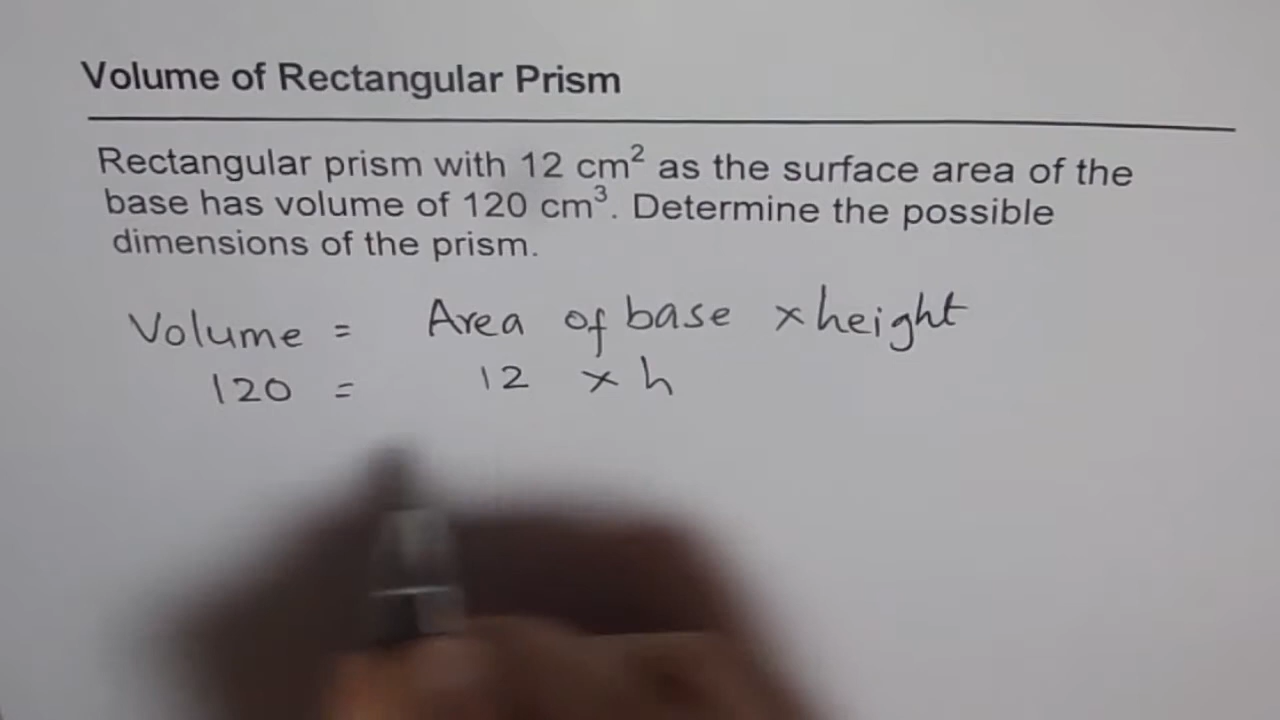 Volume of Rectangular Prism
Rectangular prism with 12 cm² as the surface area of the
base has volume of 120 cm³. Determine the possible
dimensions of the prism.
Volume = Area of base × height
120 = 12 × h